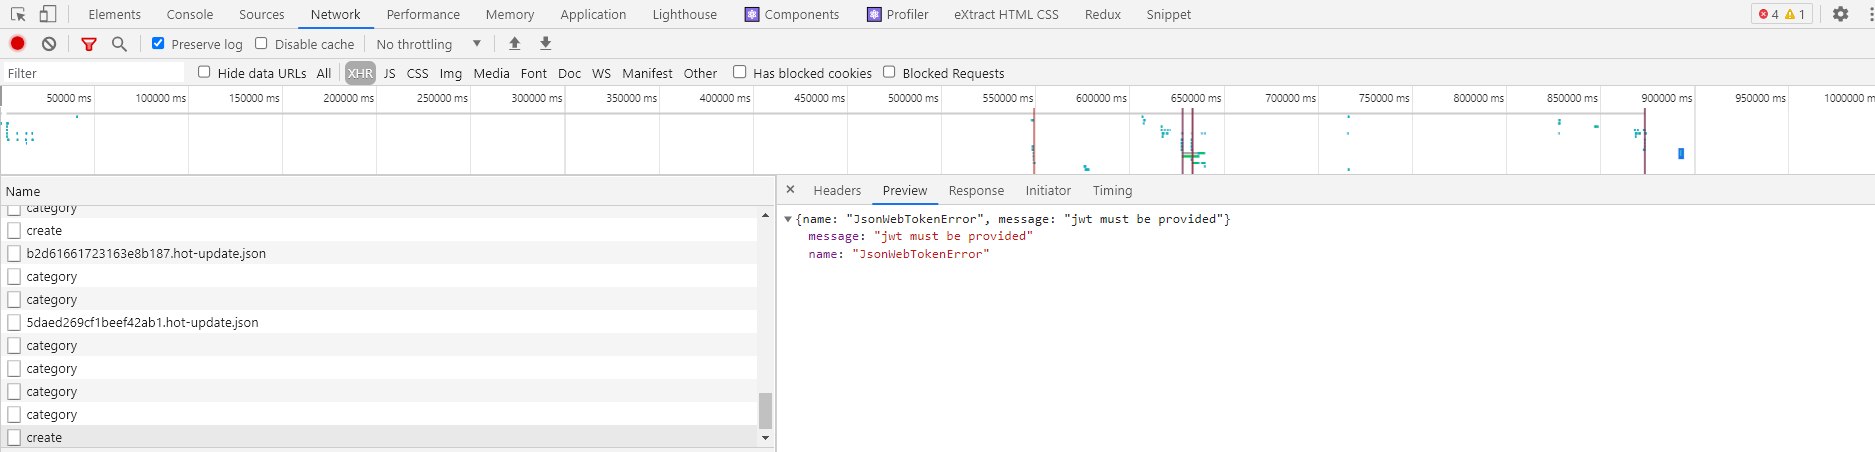 Elements Console Sources Network Performance Memory Application Lighthouse Components Profiler eXtract HTML CSS Redux Snippet 4 1
Preserve log Disable cache No throttling
Filter Hide data URLs All XHR JS CSS Img Media Font Doc WS Manifest Other Has blocked cookies Blocked Requests
50000 ms 100000 ms 150000 ms 200000 ms 250000 ms 300000 ms 350000 ms 400000 ms 450000 ms 500000 ms 550000 ms 600000 ms 650000 ms 700000 ms 750000 ms 800000 ms 850000 ms 900000 ms 950000 ms 1000000 m
Name
category
create
b2d61661723163e8b187.hot-update.json
category
category
5daed269cf1beef42ab1.hot-update.json
category
category
category
category
create
× Headers Preview Response Initiator Timing
{name: "JsonWebTokenError", message: "jwt must be provided"}
message: "jwt must be provided"
name: "JsonWebTokenError"